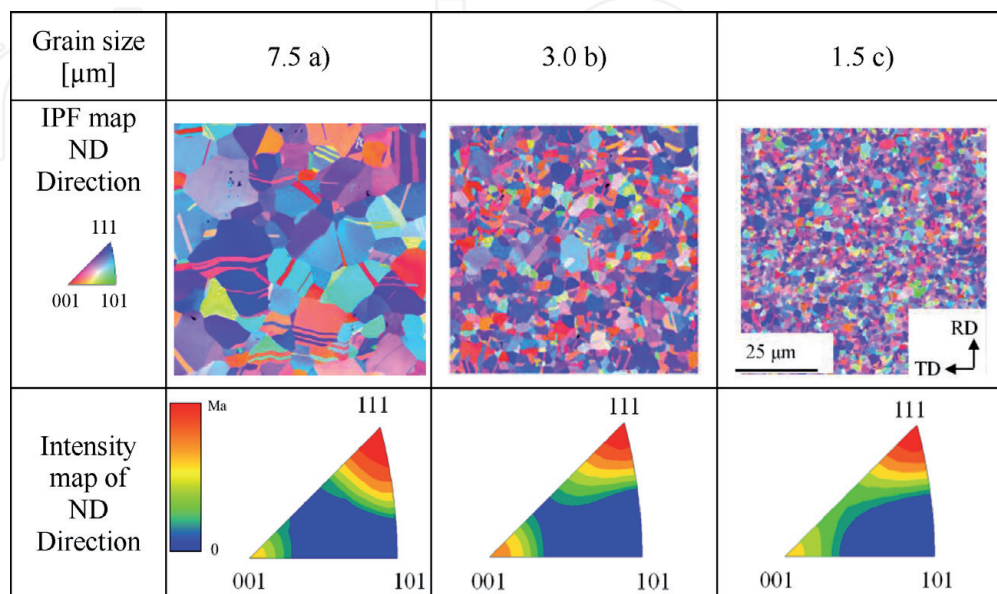 Grain size
[µm]
7.5 a)
3.0 b)
1.5 c)
IPF map
ND
Direction
111
001
101
25 µm
RD
TD
Intensity
map of
ND
Direction
Ma
0
111
001
101
111
001
101
111
001
101